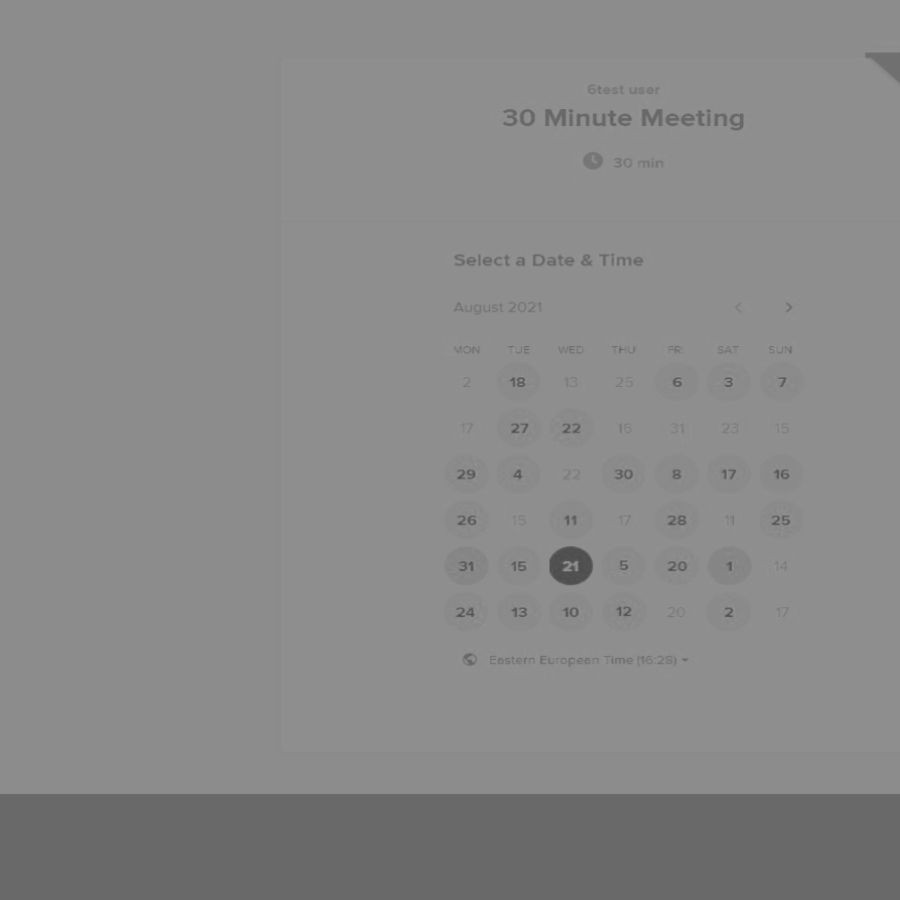 6test user
30 Minute Meeting
30 min
Select a Date & Time
August 2021
MON TUE WED THU FRI SAT SUN
2 18 13 25 6 3 7
17 27 22 15 31 23 15
29 4 22 30 8 17 16
26 15 11 17 28 11 25
31 15 21 5 20 1 14
24 13 10 12 20 2 17
Eastern European Time (16:28)